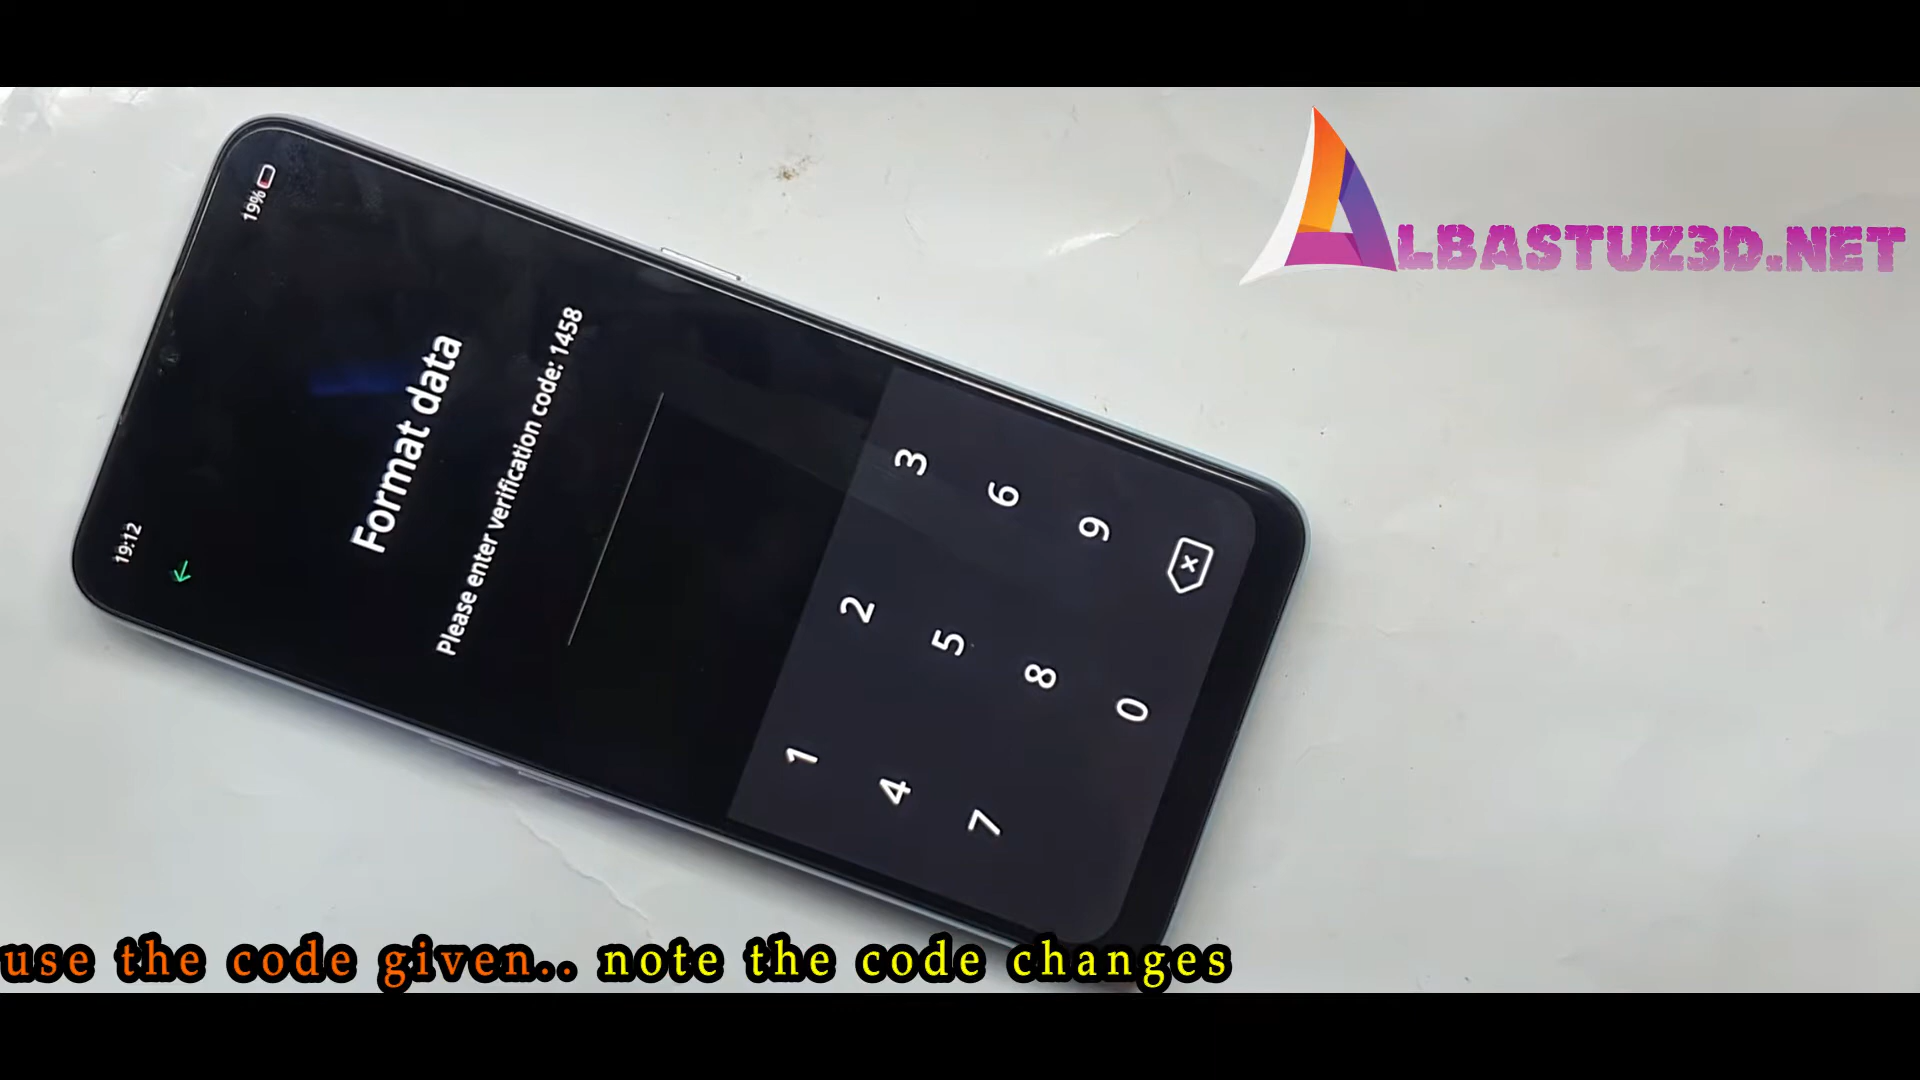 ALBASTUZ3D.NET
19:12
19%
Format data
Please enter verification code: 1458
1 2 3
4 5 6
7 8 9
0
use the code given.. note the code changes